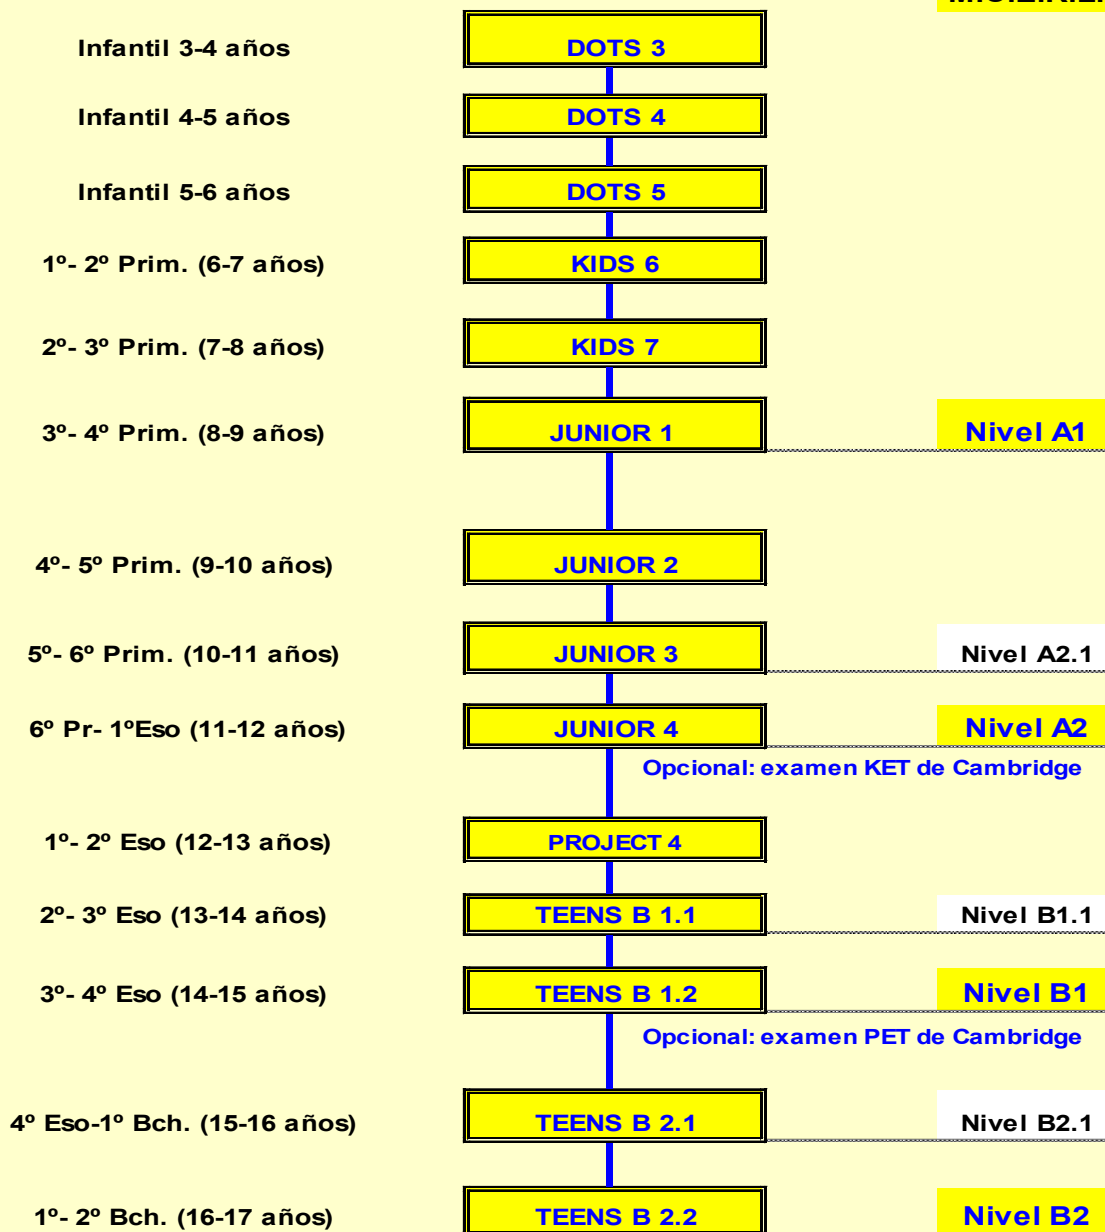 Infantil 3-4 años DOTS 3
Infantil 4-5 años DOTS 4
Infantil 5-6 años DOTS 5
1º- 2º Prim. (6-7 años) KIDS 6
2º- 3º Prim. (7-8 años) KIDS 7
3º- 4º Prim. (8-9 años) JUNIOR 1 Nivel A1
4º- 5º Prim. (9-10 años) JUNIOR 2
5º- 6º Prim. (10-11 años) JUNIOR 3 Nivel A2.1
6º Pr- 1ºEso (11-12 años) JUNIOR 4 Nivel A2
Opcional: examen KET de Cambridge
1º- 2º Eso (12-13 años) PROJECT 4
2º- 3º Eso (13-14 años) TEENS B 1.1 Nivel B1.1
3º- 4º Eso (14-15 años) TEENS B 1.2 Nivel B1
Opcional: examen PET de Cambridge
4º Eso-1º Bch. (15-16 años) TEENS B 2.1 Nivel B2.1
1º- 2º Bch. (16-17 años) TEENS B 2.2 Nivel B2